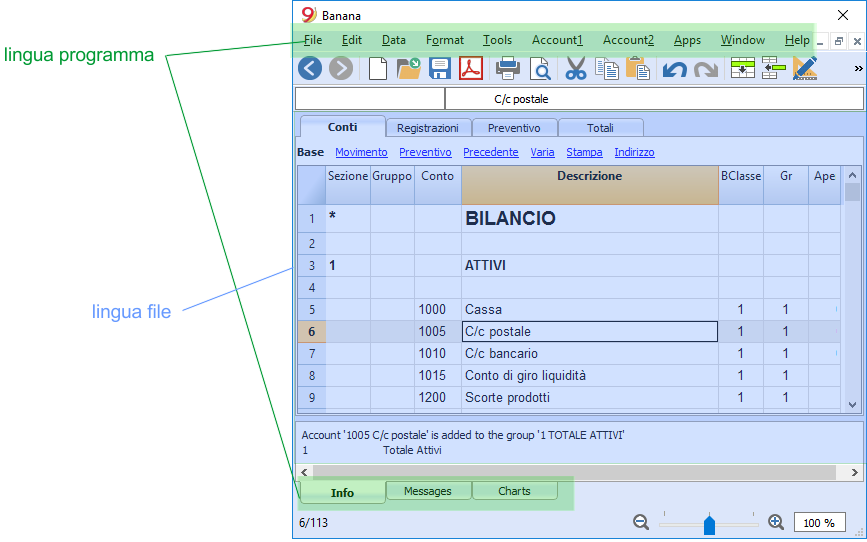 Banana
lingua programma
File Edit Data Format Tools Account1 Account2 Apps Window Help
C/c postale
Conti Registrazioni Preventivo Totali
Base Movimento Preventivo Precedente Varia Stampa Indirizzo
Sezione Gruppo Conto Descrizione BClasse Gr Ape
1 * BILANCIO
2
3 1 ATTIVI
4
lingua file
5 1000 Cassa 1 1
6 1005 C/c postale 1 1
7 1010 C/c bancario 1 1
8 1015 Conto di giro liquidità 1 1
9 1200 Scorte prodotti 1 1
Account '1005 C/c postale' is added to the group '1 TOTALE ATTIVI'
1 Totale Attivi
Info Messages Charts
6/113 100 %